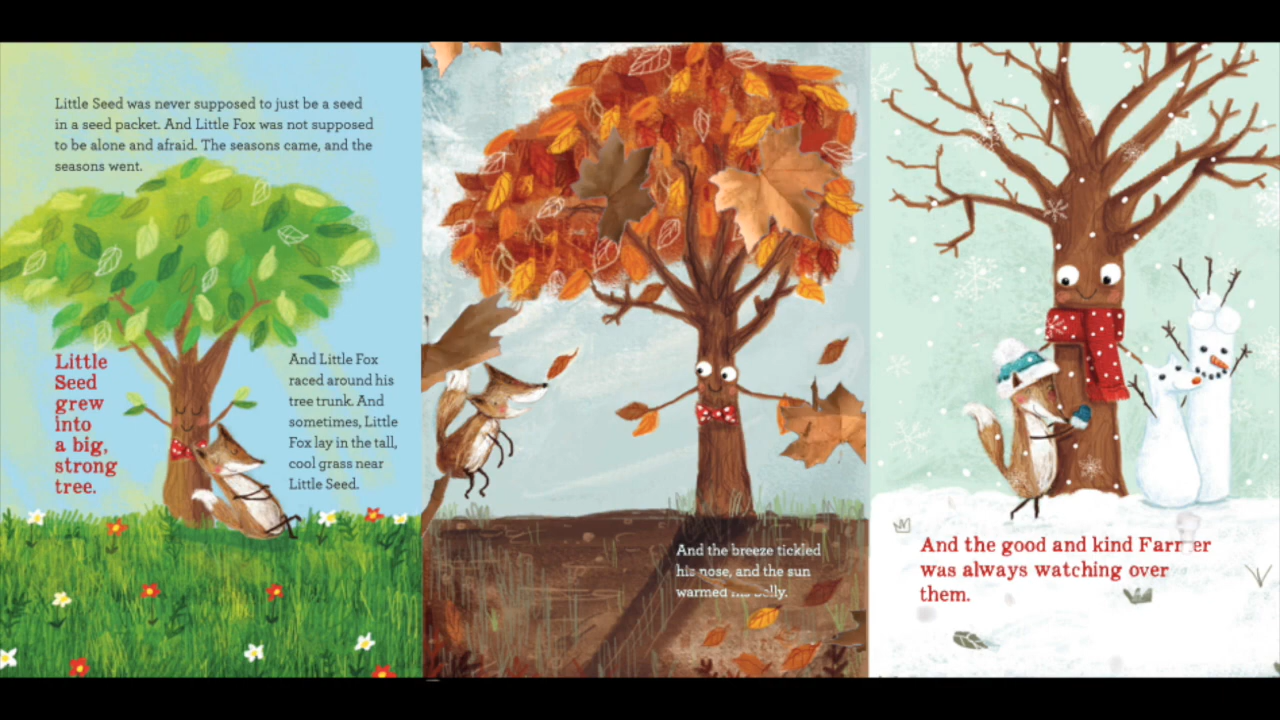 Little Seed was never supposed to just be a seed
in a seed packet. And Little Fox was not supposed
to be alone and afraid. The seasons came, and the
seasons went.
Little
Seed
grew
into
a big,
strong
tree.
And Little Fox
raced around his
tree trunk. And
sometimes, Little
Fox lay in the tall,
cool grass near
Little Seed.
And the breeze tickled
his nose, and the sun
warmed his belly.
And the good and kind Farmer
was always watching over
them.